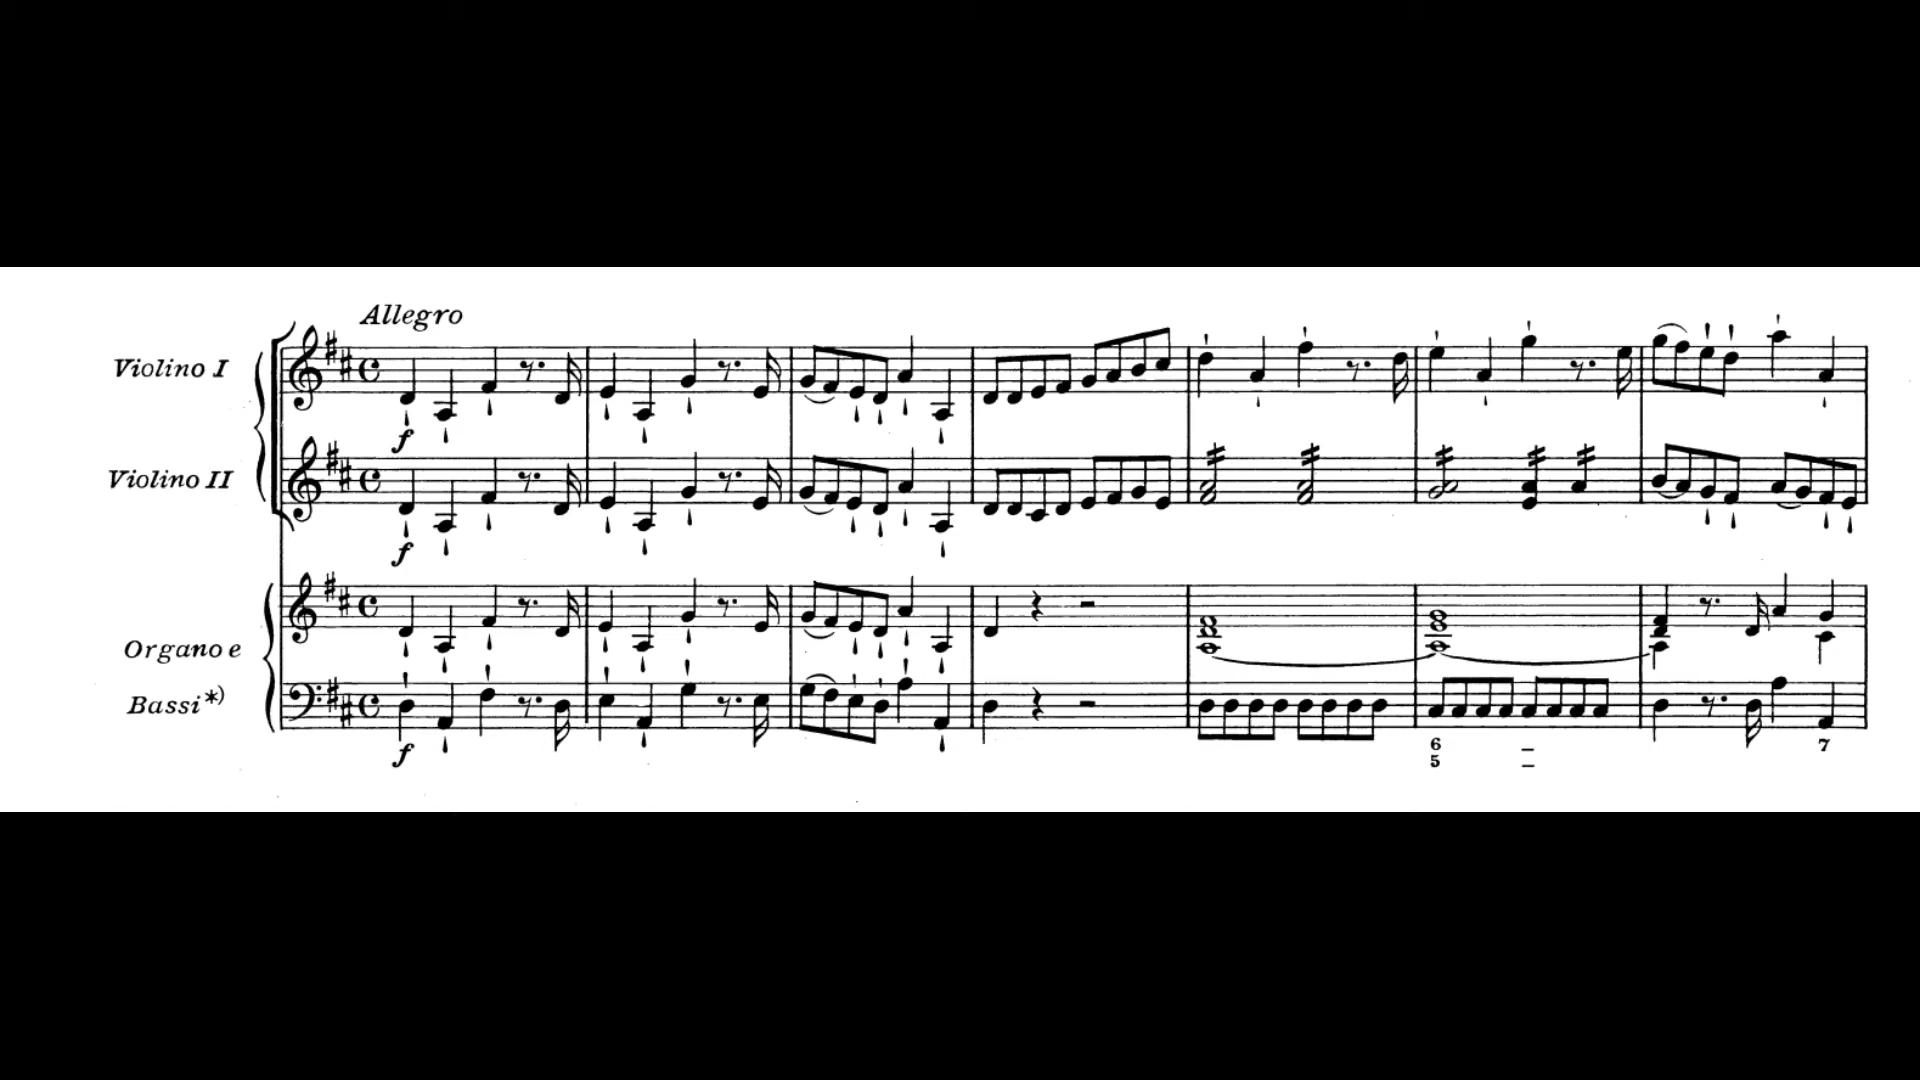 Allegro
Violino I
f
Violino II
f
Organo e
Bassi *)
f
6 –
5 –
7